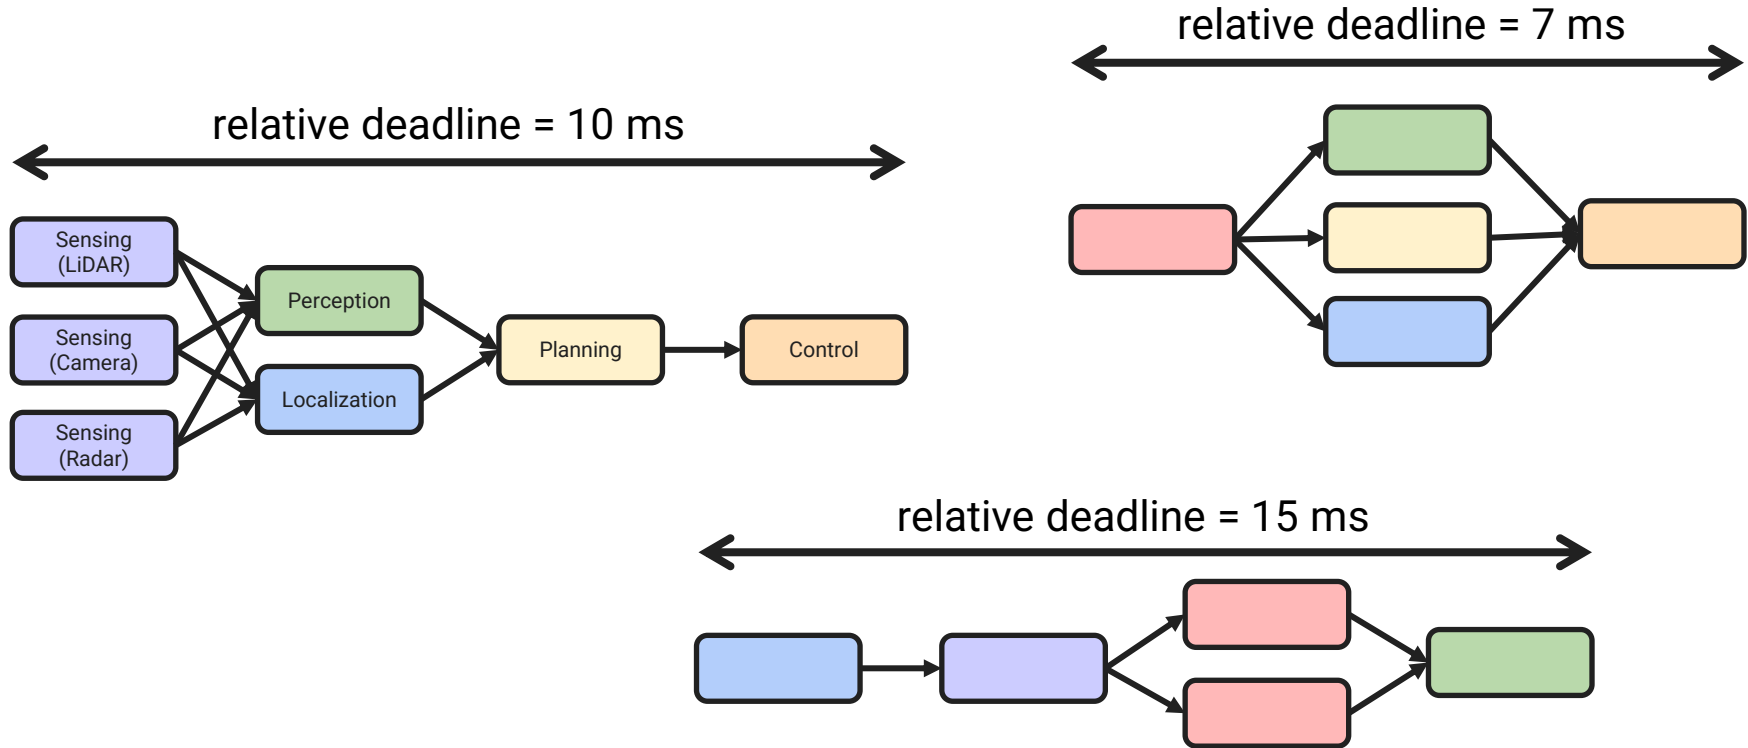 relative deadline = 7 ms
relative deadline = 10 ms
Sensing
(LiDAR)
Sensing
(Camera)
Sensing
(Radar)
Perception
Localization
Planning
Control
relative deadline = 15 ms